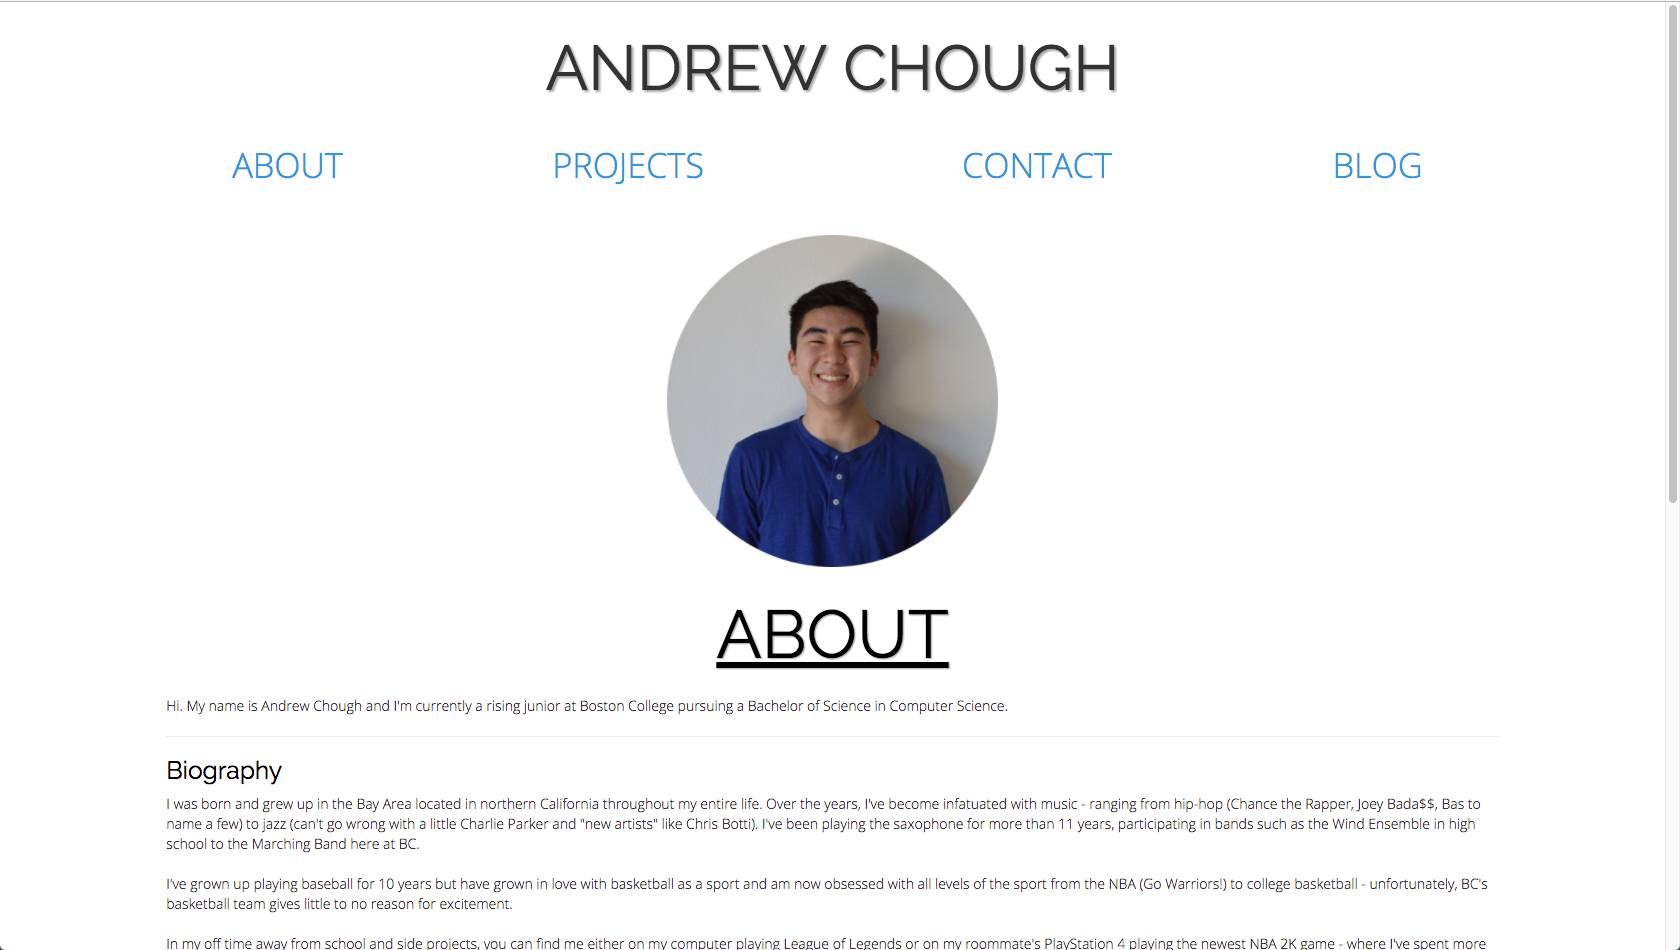 ANDREW CHOUGH
ABOUT PROJECTS CONTACT BLOG
ABOUT
Hi. My name is Andrew Chough and I'm currently a rising junior at Boston College pursuing a Bachelor of Science in Computer Science.
Biography
I was born and grew up in the Bay Area located in northern California throughout my entire life. Over the years, I've become infatuated with music - ranging from hip-hop (Chance the Rapper, Joey Bada$$, Bas to
name a few) to jazz (can't go wrong with a little Charlie Parker and "new artists" like Chris Botti). I've been playing the saxophone for more than 11 years, participating in bands such as the Wind Ensemble in high
school to the Marching Band here at BC.
I've grown up playing baseball for 10 years but have grown in love with basketball as a sport and am now obsessed with all levels of the sport from the NBA (Go Warriors!) to college basketball - unfortunately, BC's
basketball team gives little to no reason for excitement.
In my off time away from school and side projects, you can find me either on my computer playing League of Legends or on my roommate's PlayStation 4 playing the newest NBA 2K game - where I've spent more